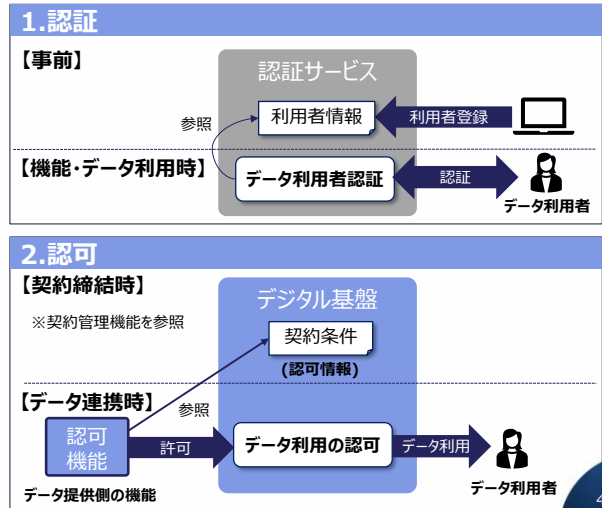 1.認証
【事前】
認証サービス
利用者情報
利用者登録
参照
【機能・データ利用時】
データ利用者認証
認証
データ利用者
2.認可
【契約締結時】
デジタル基盤
※契約管理機能を参照
契約条件
(認可情報)
【データ連携時】
参照
認可
機能
許可
データ利用の認可
データ利用
データ提供側の機能
データ利用者
4